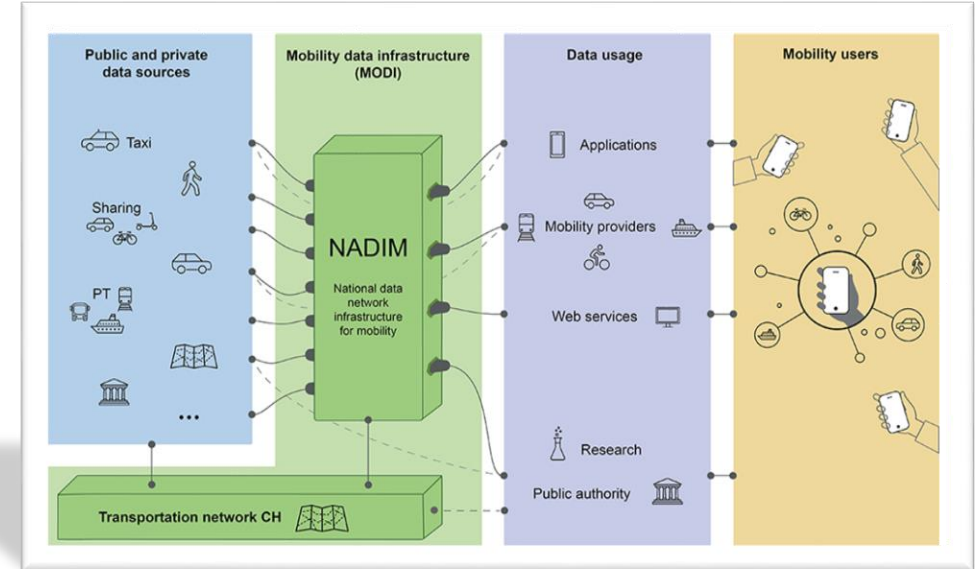 Public and private
data sources
Taxi
Sharing
PT
...
Mobility data infrastructure
(MODI)
NADIM
National data
network
infrastructure
for mobility
Transportation network CH
Data usage
Applications
Mobility providers
Web services
Research
Public authority
Mobility users